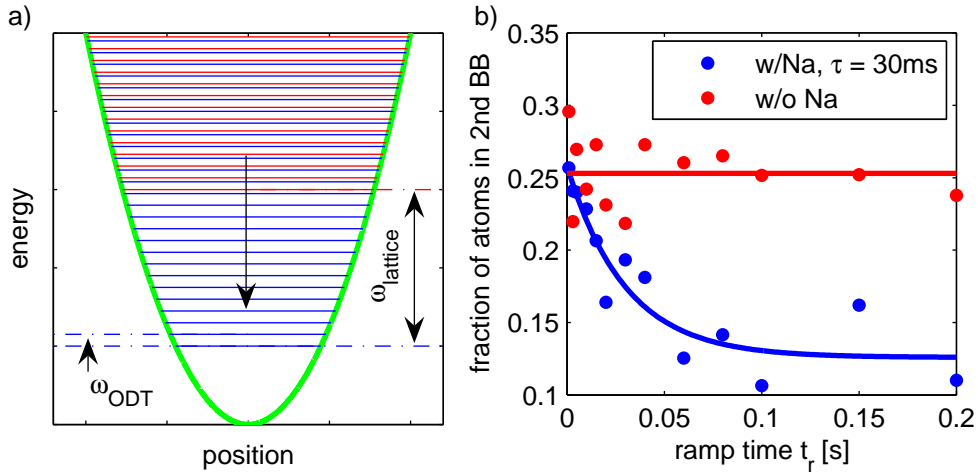 a)
energy
ω_lattice
ω_ODT
position
b)
0.35
0.3
0.25
0.2
0.15
0.1
fraction of atoms in 2nd BB
w/Na, τ = 30ms
w/o Na
0
0.05
0.1
0.15
0.2
ramp time t_r [s]